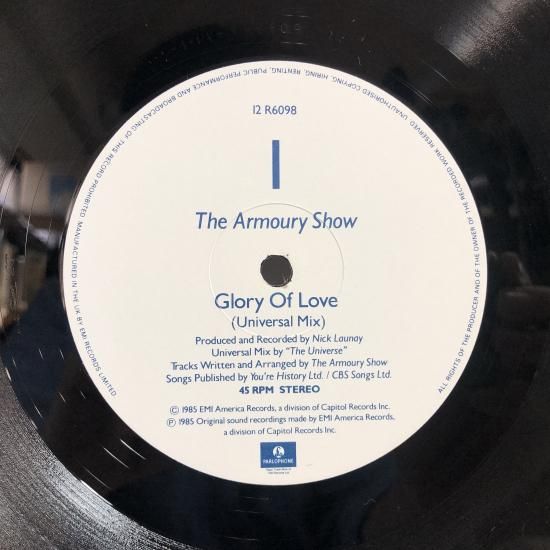 ALL RIGHTS OF THE PRODUCER AND OF THE OWNER OF THE RECORDED WORK RESERVED. UNAUTHORISED COPYING, HIRING, RENTING, PUBLIC PERFORMANCE AND BROADCASTING OF THIS RECORD PROHIBITED. MANUFACTURED IN THE UK BY EMI RECORDS LIMITED
12 R6098
I
The Armoury Show
Glory Of Love
(Universal Mix)
Produced and Recorded by Nick Launay
Universal Mix by "The Universe"
Tracks Written and Arranged by The Armoury Show
Songs Published by You're History Ltd. / CBS Songs Ltd.
45 RPM STEREO
© 1985 EMI America Records, a division of Capitol Records Inc.
℗ 1985 Original sound recordings made by EMI America Records,
a division of Capitol Records Inc.
PARLOPHONE